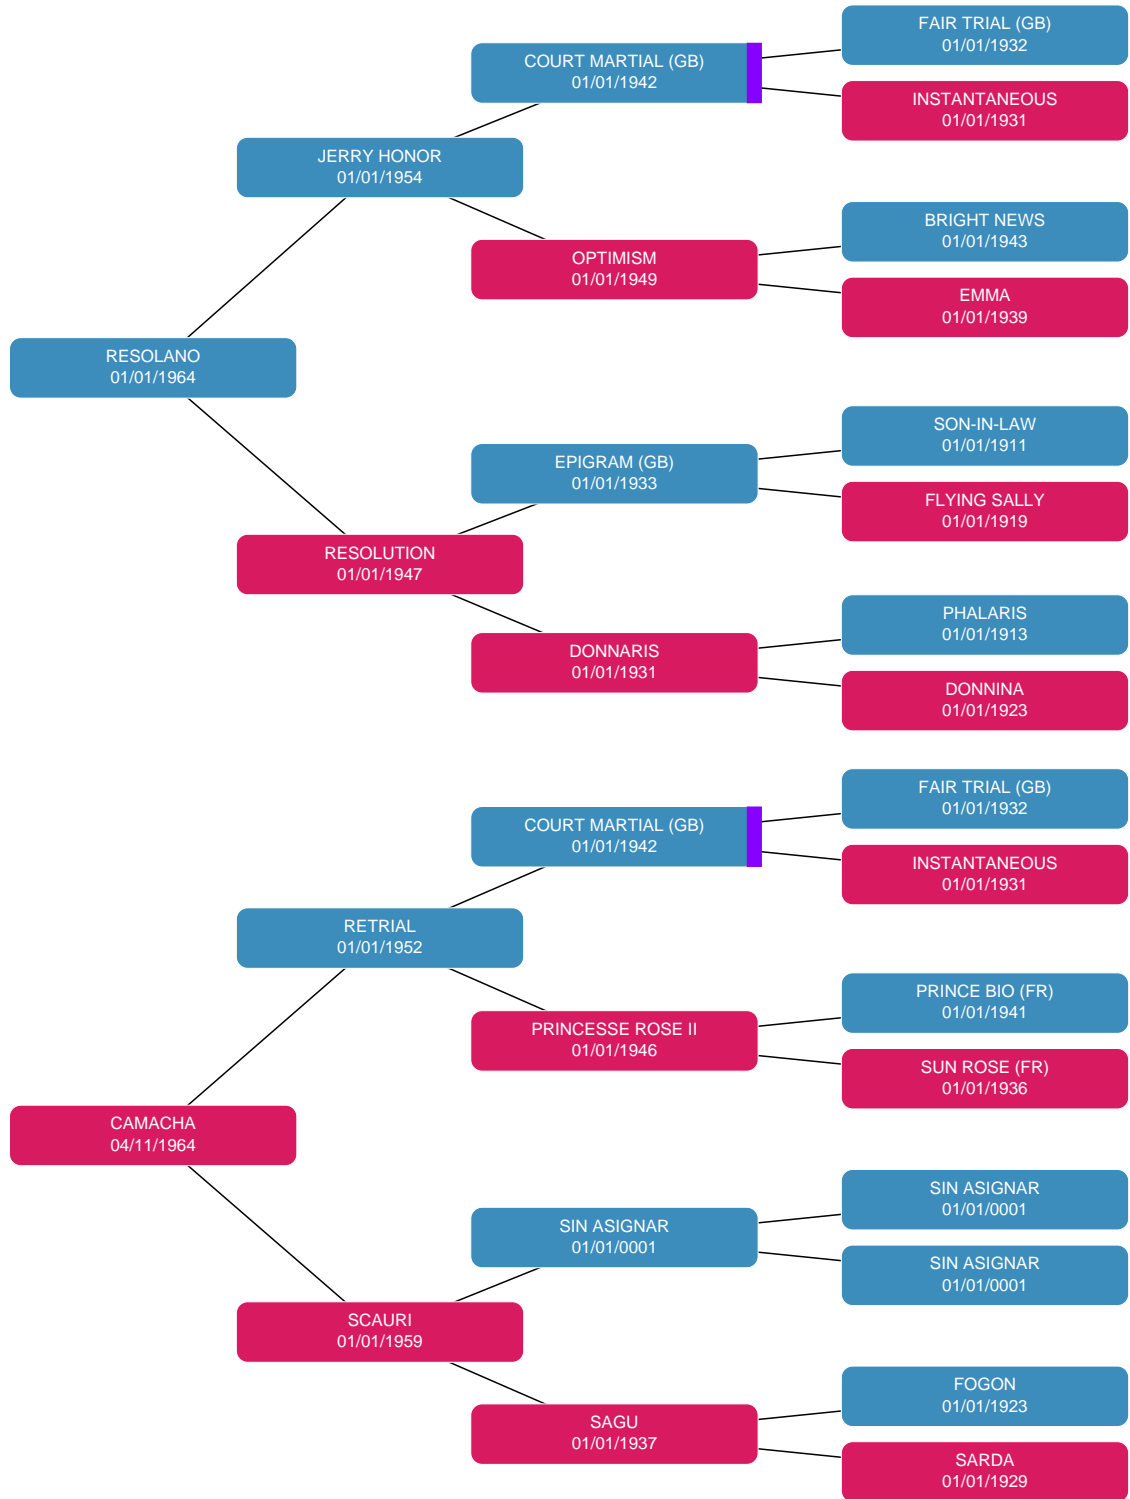 FAIR TRIAL (GB)
01/01/1932
COURT MARTIAL (GB)
01/01/1942
INSTANTANEOUS
01/01/1931
JERRY HONOR
01/01/1954
BRIGHT NEWS
01/01/1943
OPTIMISM
01/01/1949
EMMA
01/01/1939
RESOLANO
01/01/1964
SON-IN-LAW
01/01/1911
EPIGRAM (GB)
01/01/1933
FLYING SALLY
01/01/1919
RESOLUTION
01/01/1947
PHALARIS
01/01/1913
DONNARIS
01/01/1931
DONNINA
01/01/1923
FAIR TRIAL (GB)
01/01/1932
COURT MARTIAL (GB)
01/01/1942
INSTANTANEOUS
01/01/1931
RETRIAL
01/01/1952
PRINCE BIO (FR)
01/01/1941
PRINCESSE ROSE II
01/01/1946
SUN ROSE (FR)
01/01/1936
CAMACHA
04/11/1964
SIN ASIGNAR
01/01/0001
SIN ASIGNAR
01/01/0001
SIN ASIGNAR
01/01/0001
SCAURI
01/01/1959
FOGON
01/01/1923
SAGU
01/01/1937
SARDA
01/01/1929